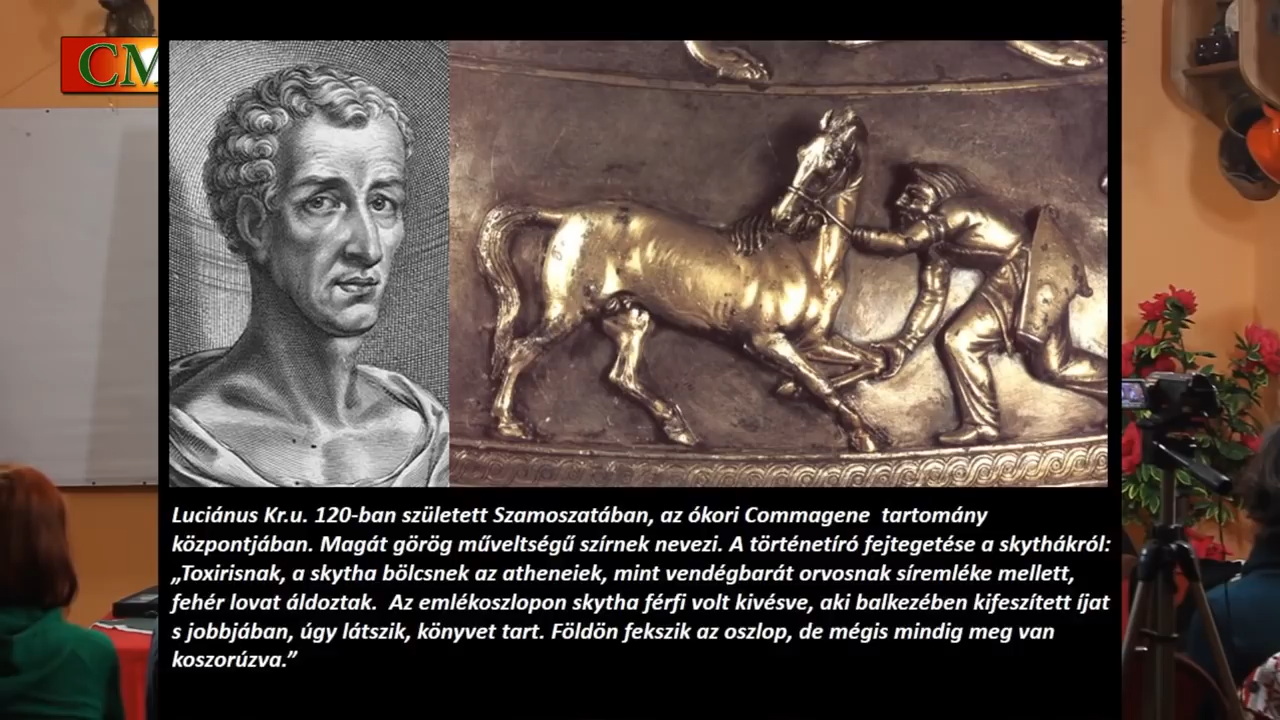 CM
Luciánus Kr.u. 120-ban született Szamoszatában, az ókori Commagene tartomány
központjában. Magát görög műveltségű szírnek nevezi. A történetíró fejtegetése a skythákról:
„Toxirisnak, a skytha bölcsnek az atheneiek, mint vendégbarát orvosnak síremléke mellett,
fehér lovat áldoztak. Az emlékoszlopon skytha férfi volt kivésve, aki balkezében kifeszített íjat
s jobbjában, úgy látszik, könyvet tart. Földön fekszik az oszlop, de mégis mindig meg van
koszorúzva.”